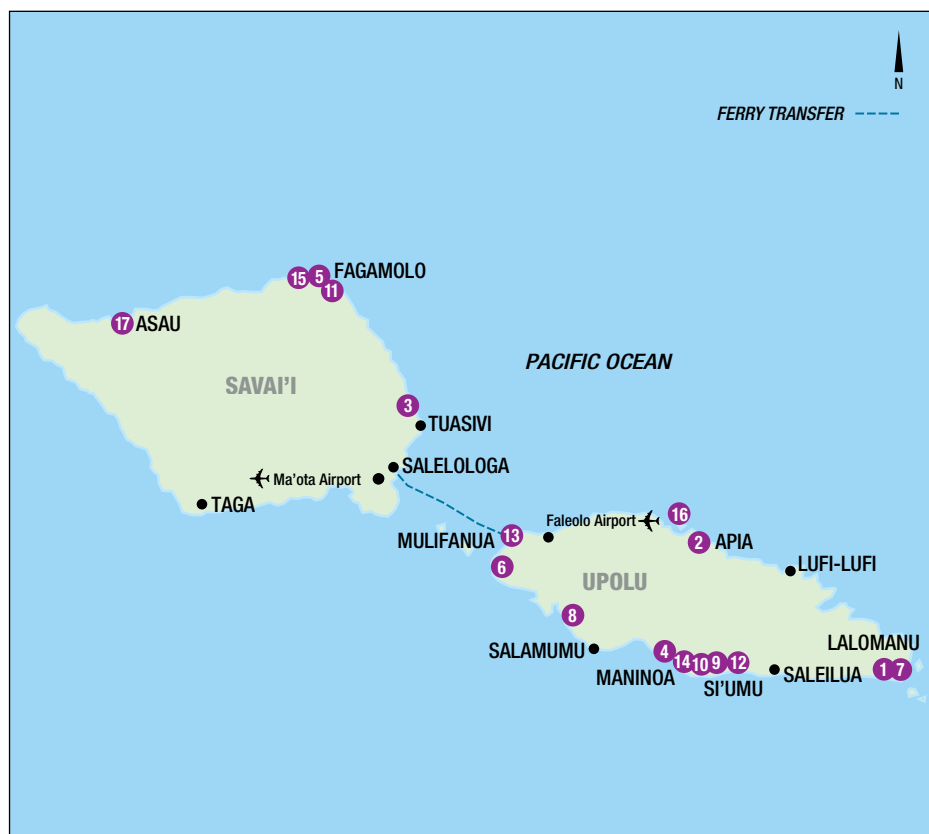 N
FERRY TRANSFER
15 5 FAGAMOLO
11
17 ASAU
PACIFIC OCEAN
SAVAI'I
3
TUASIVI
SALELOLOGA
Ma'ota Airport
TAGA
16
Faleolo Airport
MULIFANUA 13
2 APIA
6
LUFI-LUFI
UPOLU
8
LALOMANU
SALAMUMU
4
14 10 9 12
MANINOA
SI'UMU
SALEILUA
1 7